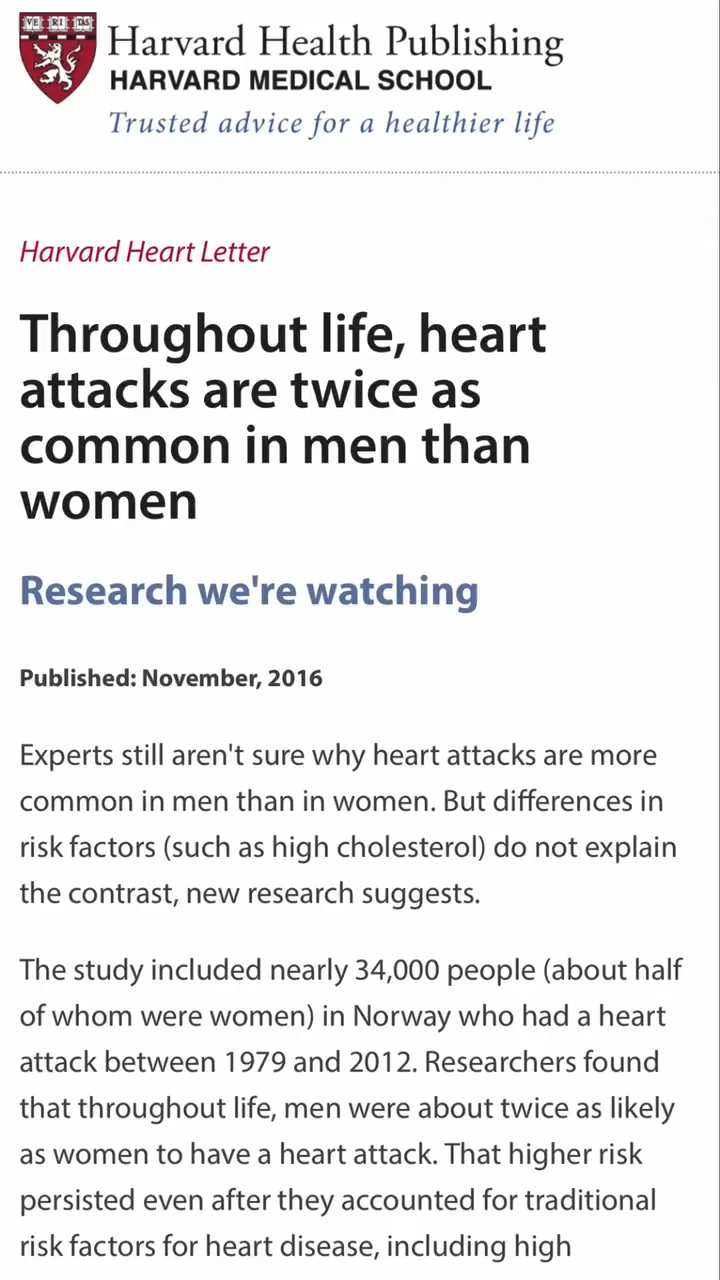 VE RI TAS
Harvard Health Publishing
HARVARD MEDICAL SCHOOL
Trusted advice for a healthier life
Harvard Heart Letter
Throughout life, heart
attacks are twice as
common in men than
women
Research we're watching
Published: November, 2016
Experts still aren't sure why heart attacks are more
common in men than in women. But differences in
risk factors (such as high cholesterol) do not explain
the contrast, new research suggests.
The study included nearly 34,000 people (about half
of whom were women) in Norway who had a heart
attack between 1979 and 2012. Researchers found
that throughout life, men were about twice as likely
as women to have a heart attack. That higher risk
persisted even after they accounted for traditional
risk factors for heart disease, including high